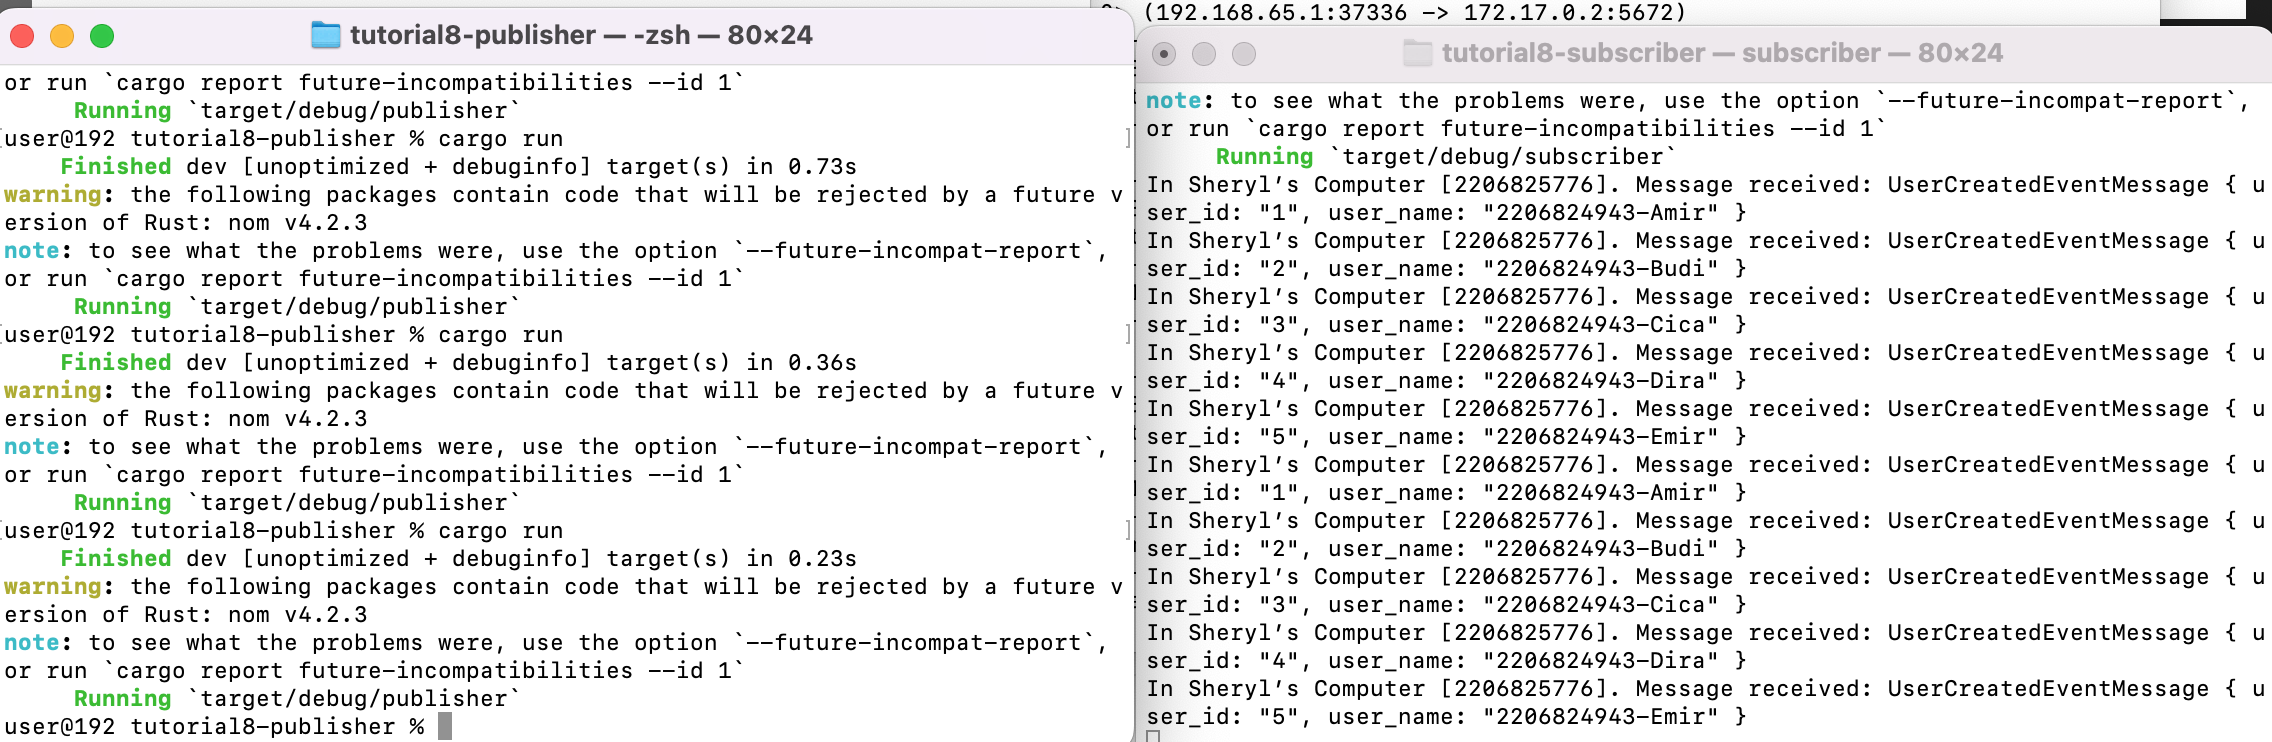 (192.168.65.1:37336 -> 172.17.0.2:5672)
tutorial8-publisher — -zsh — 80×24
or run `cargo report future-incompatibilities --id 1`
Running `target/debug/publisher`
user@192 tutorial8-publisher % cargo run
Finished dev [unoptimized + debuginfo] target(s) in 0.73s
warning: the following packages contain code that will be rejected by a future v
ersion of Rust: nom v4.2.3
note: to see what the problems were, use the option `--future-incompat-report`,
or run `cargo report future-incompatibilities --id 1`
Running `target/debug/publisher`
user@192 tutorial8-publisher % cargo run
Finished dev [unoptimized + debuginfo] target(s) in 0.36s
warning: the following packages contain code that will be rejected by a future v
ersion of Rust: nom v4.2.3
note: to see what the problems were, use the option `--future-incompat-report`,
or run `cargo report future-incompatibilities --id 1`
Running `target/debug/publisher`
user@192 tutorial8-publisher % cargo run
Finished dev [unoptimized + debuginfo] target(s) in 0.23s
warning: the following packages contain code that will be rejected by a future v
ersion of Rust: nom v4.2.3
note: to see what the problems were, use the option `--future-incompat-report`,
or run `cargo report future-incompatibilities --id 1`
Running `target/debug/publisher`
user@192 tutorial8-publisher %
tutorial8-subscriber — subscriber — 80×24
note: to see what the problems were, use the option `--future-incompat-report`,
or run `cargo report future-incompatibilities --id 1`
Running `target/debug/subscriber`
In Sheryl’s Computer [2206825776]. Message received: UserCreatedEventMessage { u
ser_id: "1", user_name: "2206824943-Amir" }
In Sheryl’s Computer [2206825776]. Message received: UserCreatedEventMessage { u
ser_id: "2", user_name: "2206824943-Budi" }
In Sheryl’s Computer [2206825776]. Message received: UserCreatedEventMessage { u
ser_id: "3", user_name: "2206824943-Cica" }
In Sheryl’s Computer [2206825776]. Message received: UserCreatedEventMessage { u
ser_id: "4", user_name: "2206824943-Dira" }
In Sheryl’s Computer [2206825776]. Message received: UserCreatedEventMessage { u
ser_id: "5", user_name: "2206824943-Emir" }
In Sheryl’s Computer [2206825776]. Message received: UserCreatedEventMessage { u
ser_id: "1", user_name: "2206824943-Amir" }
In Sheryl’s Computer [2206825776]. Message received: UserCreatedEventMessage { u
ser_id: "2", user_name: "2206824943-Budi" }
In Sheryl’s Computer [2206825776]. Message received: UserCreatedEventMessage { u
ser_id: "3", user_name: "2206824943-Cica" }
In Sheryl’s Computer [2206825776]. Message received: UserCreatedEventMessage { u
ser_id: "4", user_name: "2206824943-Dira" }
In Sheryl’s Computer [2206825776]. Message received: UserCreatedEventMessage { u
ser_id: "5", user_name: "2206824943-Emir" }